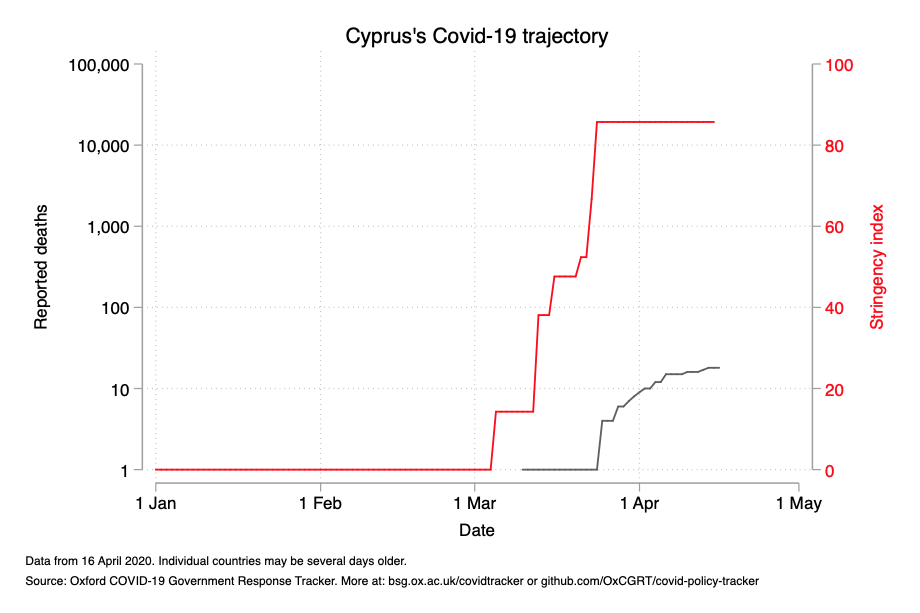 Cyprus's Covid-19 trajectory
100,000
10,000
1,000
100
10
1
Reported deaths
100
80
60
40
20
0
Stringency index
1 Jan
1 Feb
1 Mar
1 Apr
1 May
Date
Data from 16 April 2020. Individual countries may be several days older.
Source: Oxford COVID-19 Government Response Tracker. More at: bsg.ox.ac.uk/covidtracker or github.com/OxCGRT/covid-policy-tracker